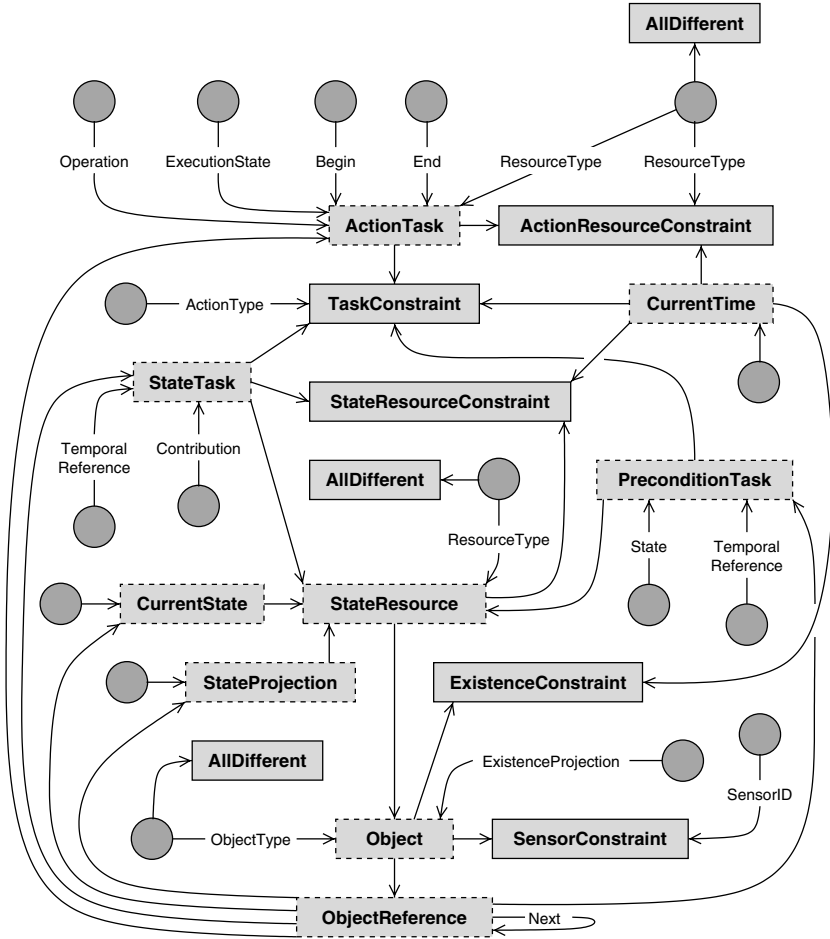 AllDifferent
Operation
ExecutionState
Begin
End
ResourceType
ResourceType
ActionTask
ActionResourceConstraint
ActionType
TaskConstraint
CurrentTime
StateTask
StateResourceConstraint
Temporal
Reference
Contribution
AllDifferent
PreconditionTask
ResourceType
State
Temporal
Reference
CurrentState
StateResource
StateProjection
ExistenceConstraint
AllDifferent
ExistenceProjection
SensorID
ObjectType
Object
SensorConstraint
ObjectReference
Next